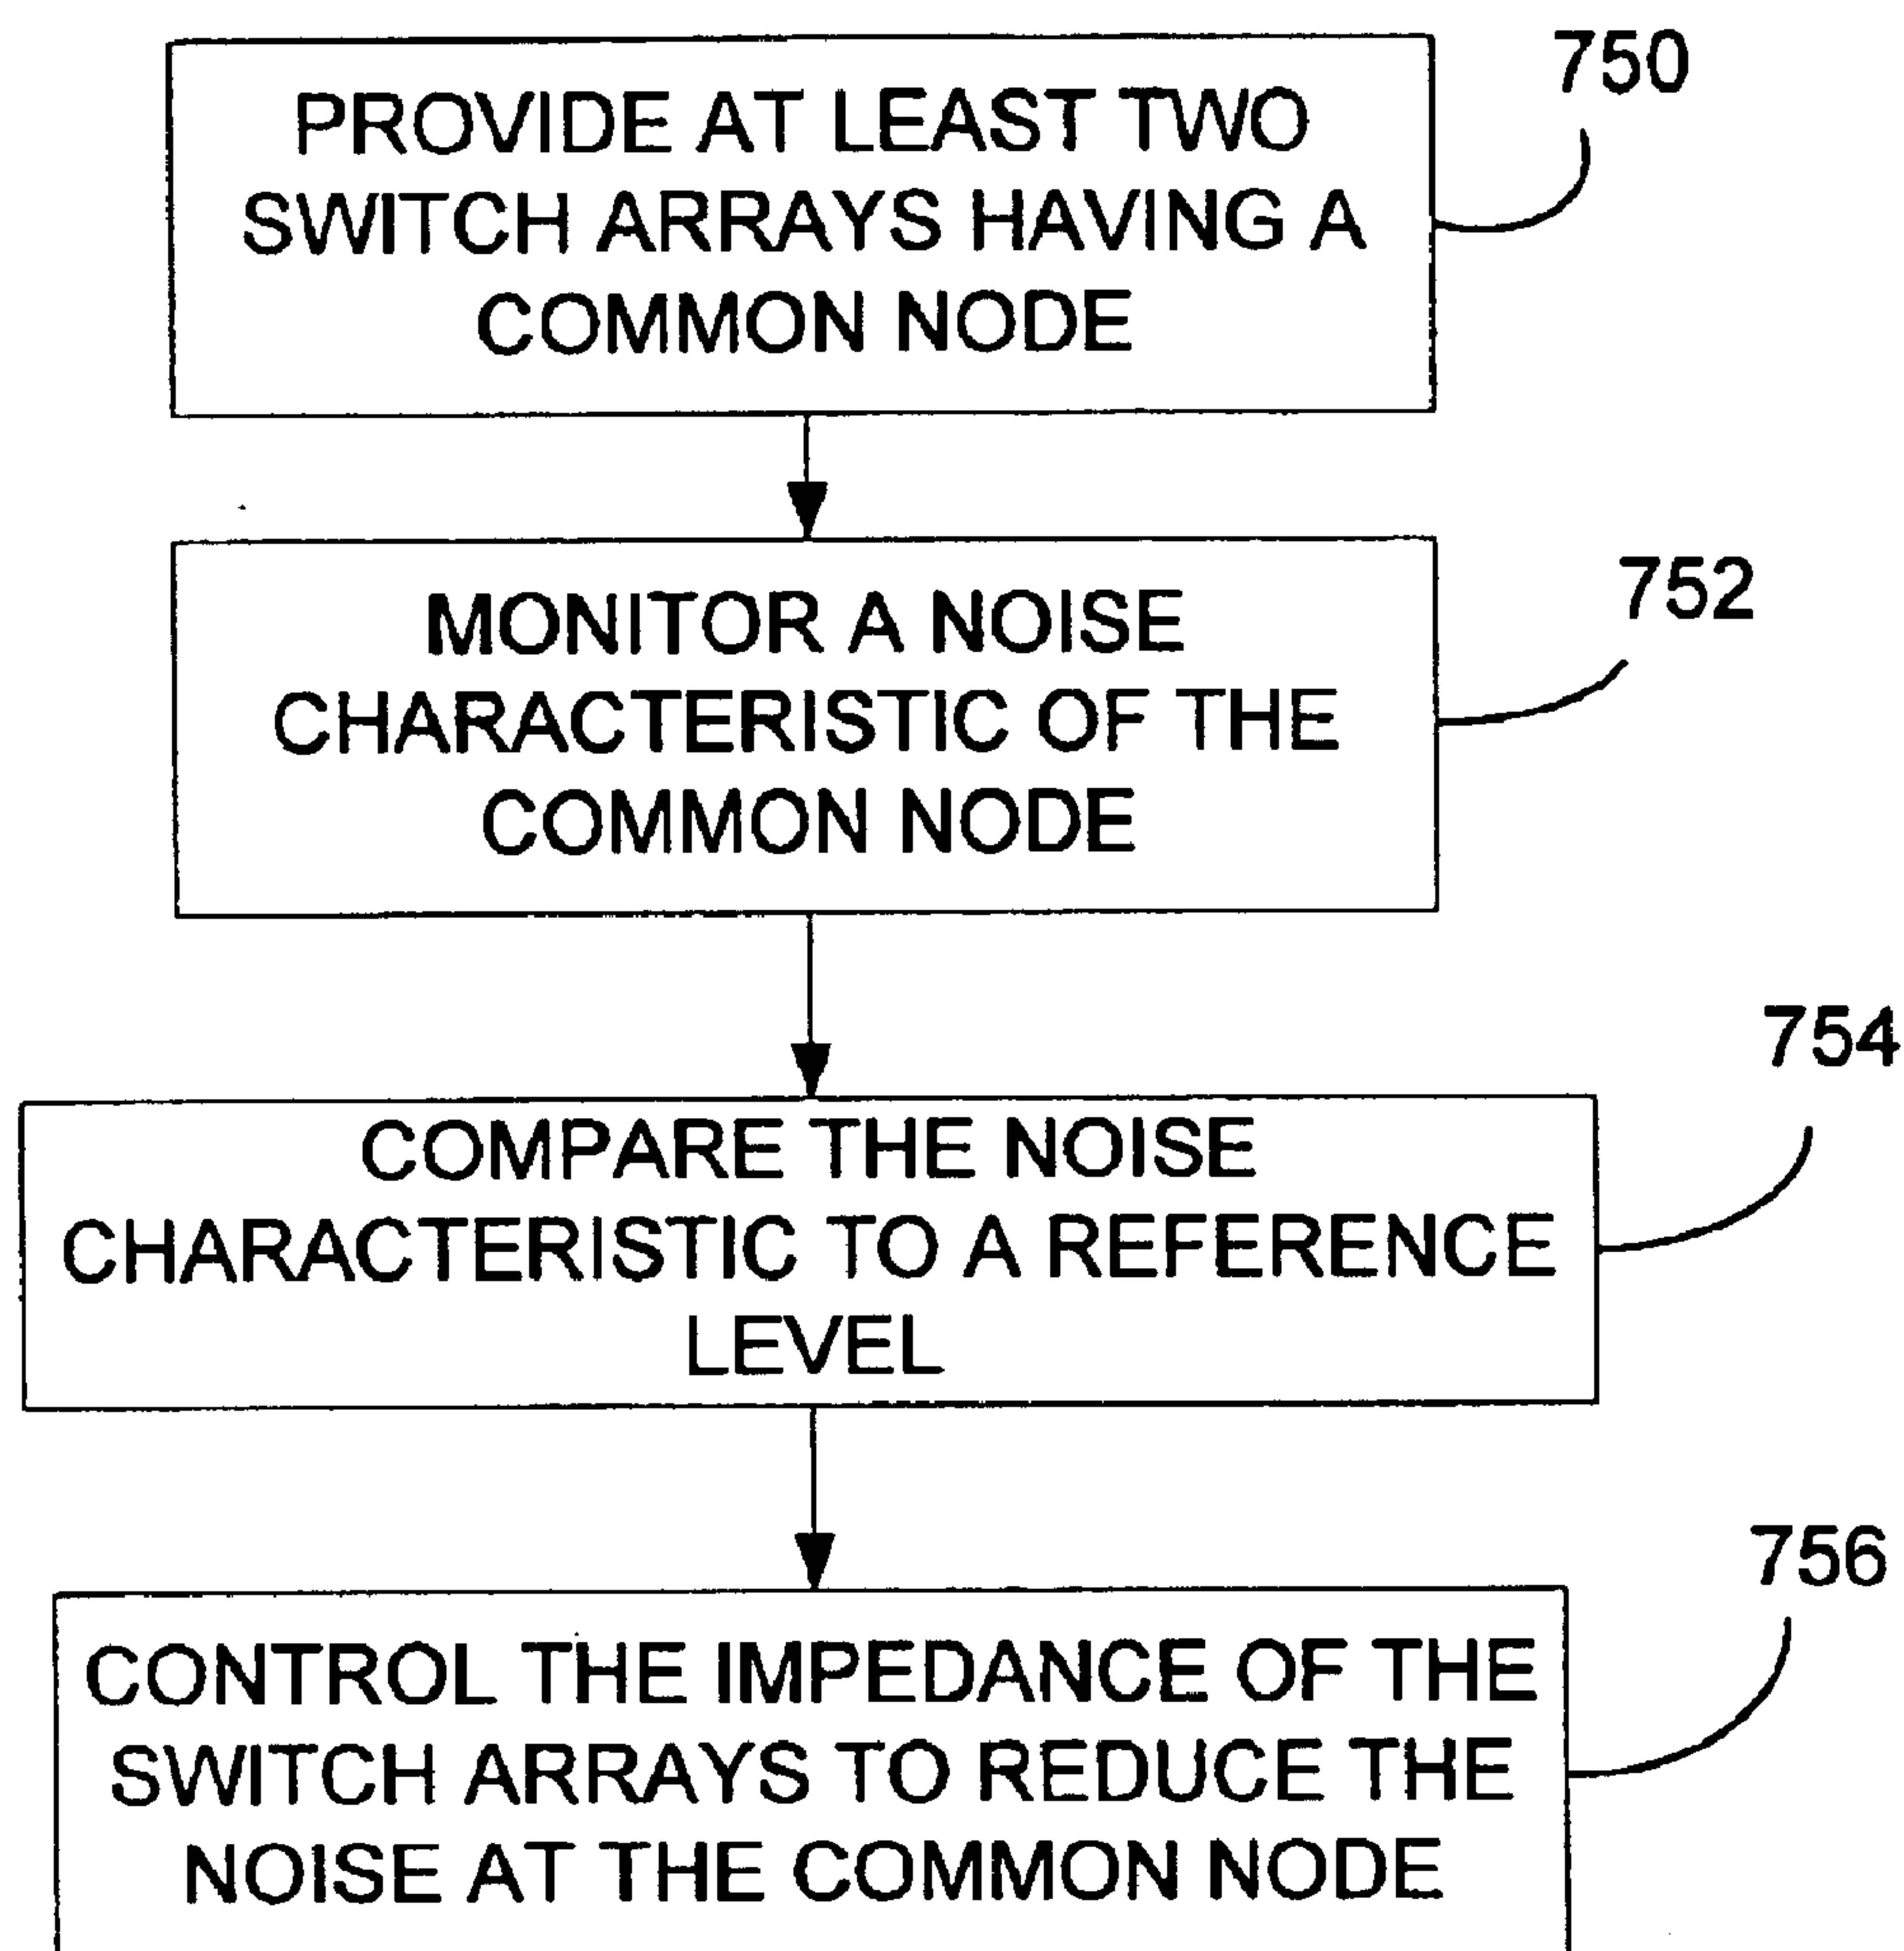 750
PROVIDE AT LEAST TWO
SWITCH ARRAYS HAVING A
COMMON NODE
752
MONITOR A NOISE
CHARACTERISTIC OF THE
COMMON NODE
754
COMPARE THE NOISE
CHARACTERISTIC TO A REFERENCE
LEVEL
756
CONTROL THE IMPEDANCE OF THE
SWITCH ARRAYS TO REDUCE THE
NOISE AT THE COMMON NODE